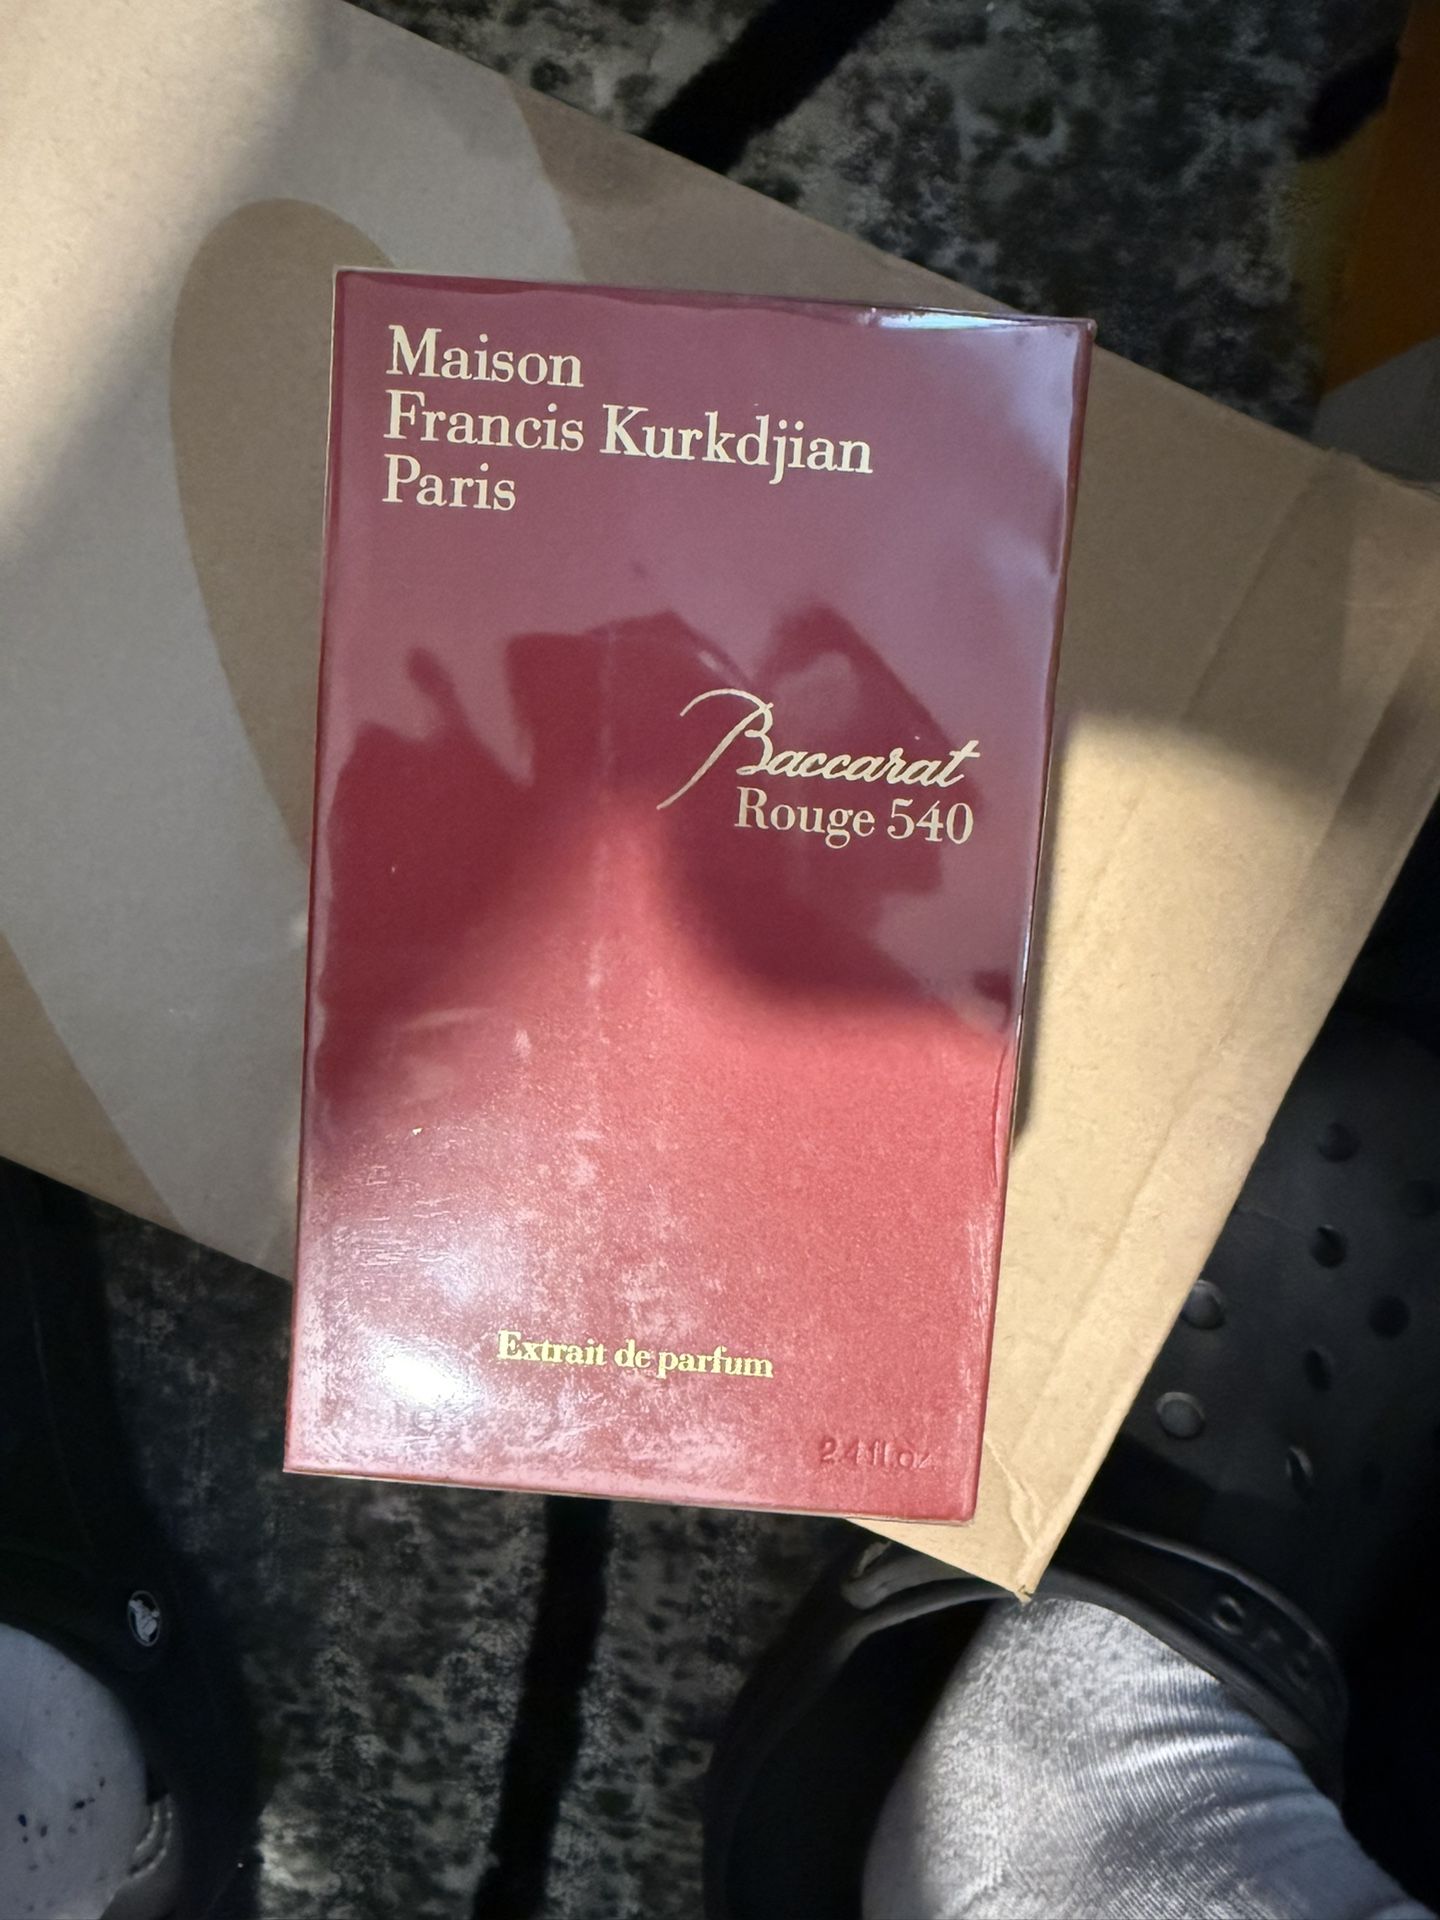 Maison
Francis Kurkdjian
Paris
Baccarat
Rouge 540
Extrait de parfum
2.4 fl.oz